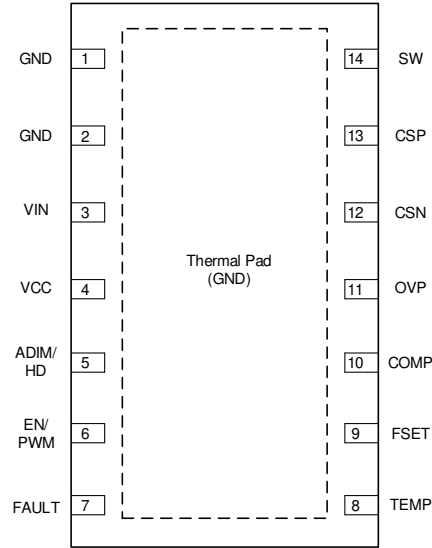 GND 1
14 SW
GND 2
13 CSP
VIN 3
12 CSN
Thermal Pad
(GND)
VCC 4
11 OVP
ADIM/
HD 5
10 COMP
EN/
PWM 6
9 FSET
FAULT 7
8 TEMP